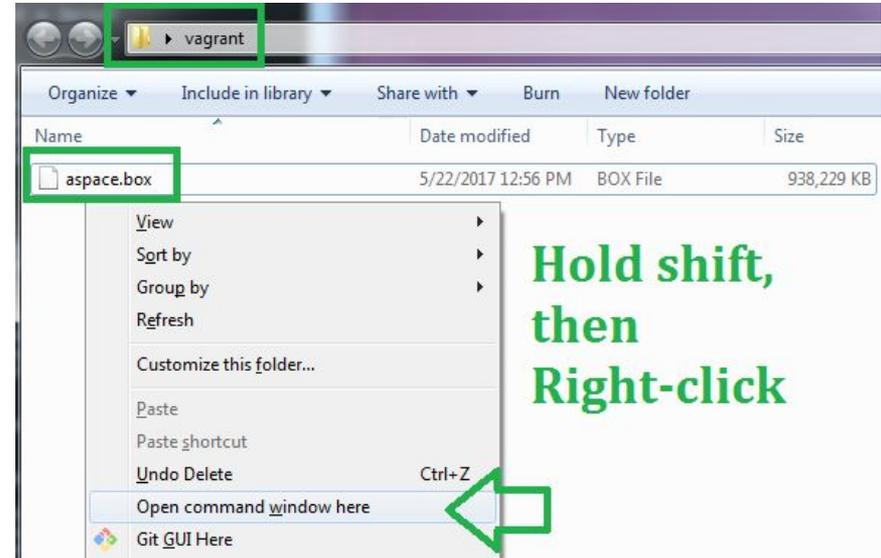 vagrant
Organize Include in library Share with Burn New folder
Name Date modified Type Size
aspace.box 5/22/2017 12:56 PM BOX File 938,229 KB
View
Sort by
Group by
Refresh
Customize this folder...
Paste
Paste shortcut
Undo Delete Ctrl+Z
Open command window here
Git GUI Here
Hold shift,
then
Right-click